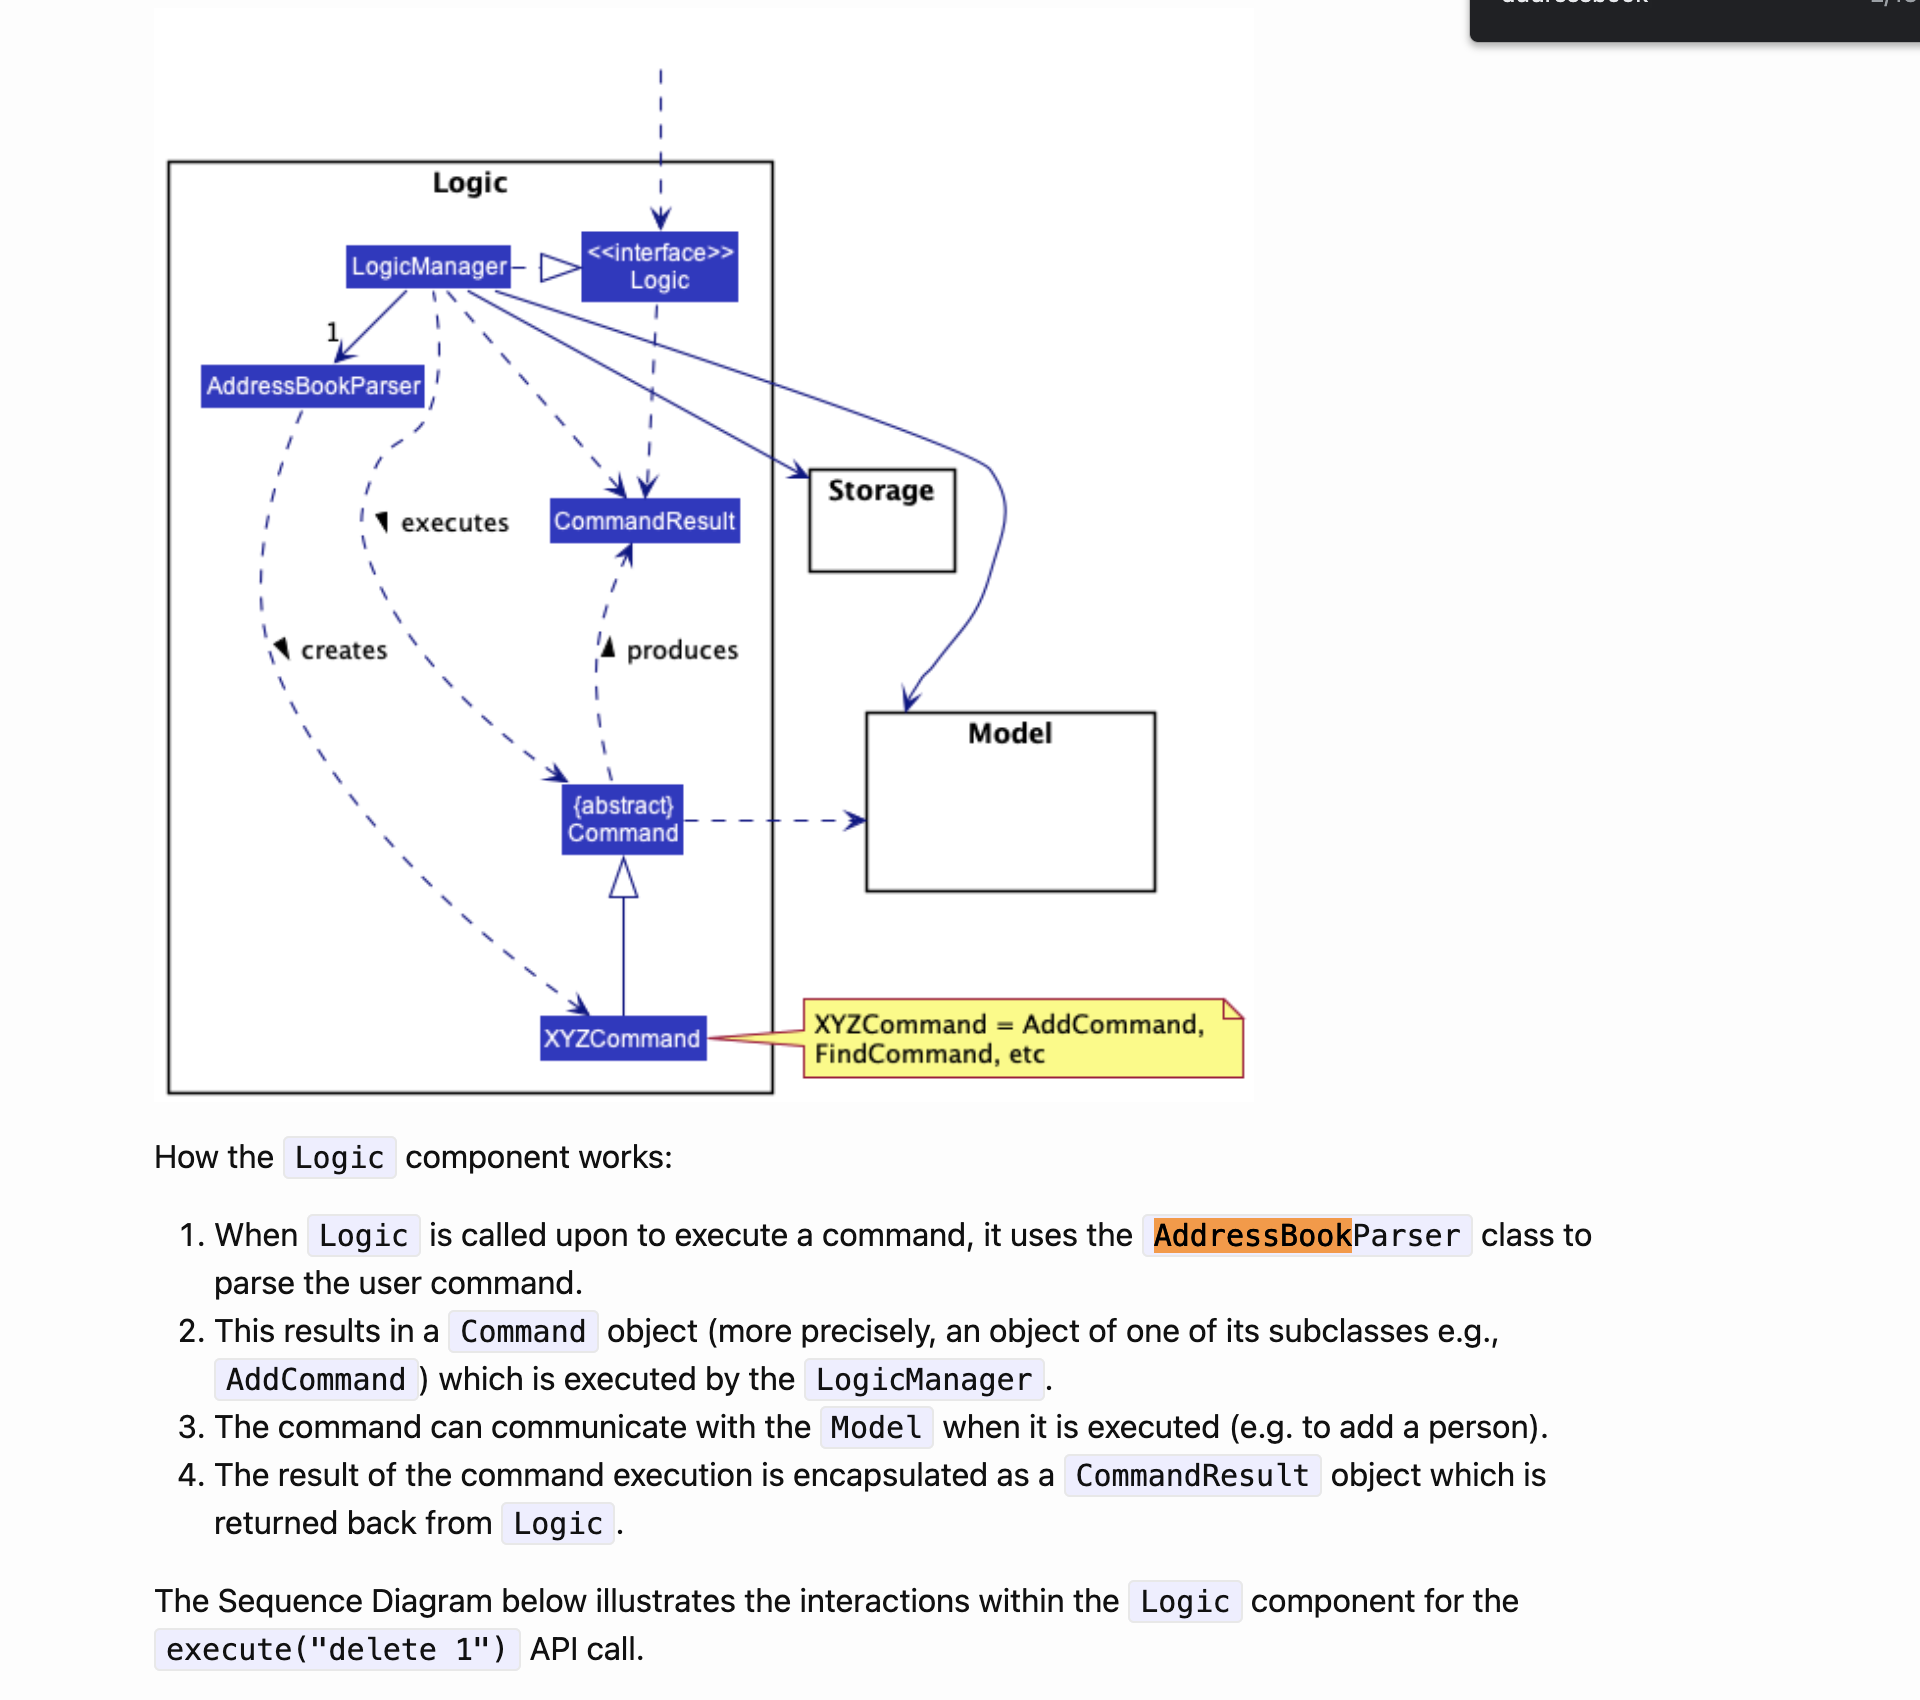 Logic
LogicManager
<<interface>>
Logic
1
AddressBookParser
Storage
executes
CommandResult
creates
produces
Model
{abstract}
Command
XYZCommand
XYZCommand = AddCommand,
FindCommand, etc
How the Logic component works:
1. When Logic is called upon to execute a command, it uses the AddressBookParser class to
parse the user command.
2. This results in a Command object (more precisely, an object of one of its subclasses e.g.,
AddCommand) which is executed by the LogicManager.
3. The command can communicate with the Model when it is executed (e.g. to add a person).
4. The result of the command execution is encapsulated as a CommandResult object which is
returned back from Logic.
The Sequence Diagram below illustrates the interactions within the Logic component for the
execute("delete 1") API call.